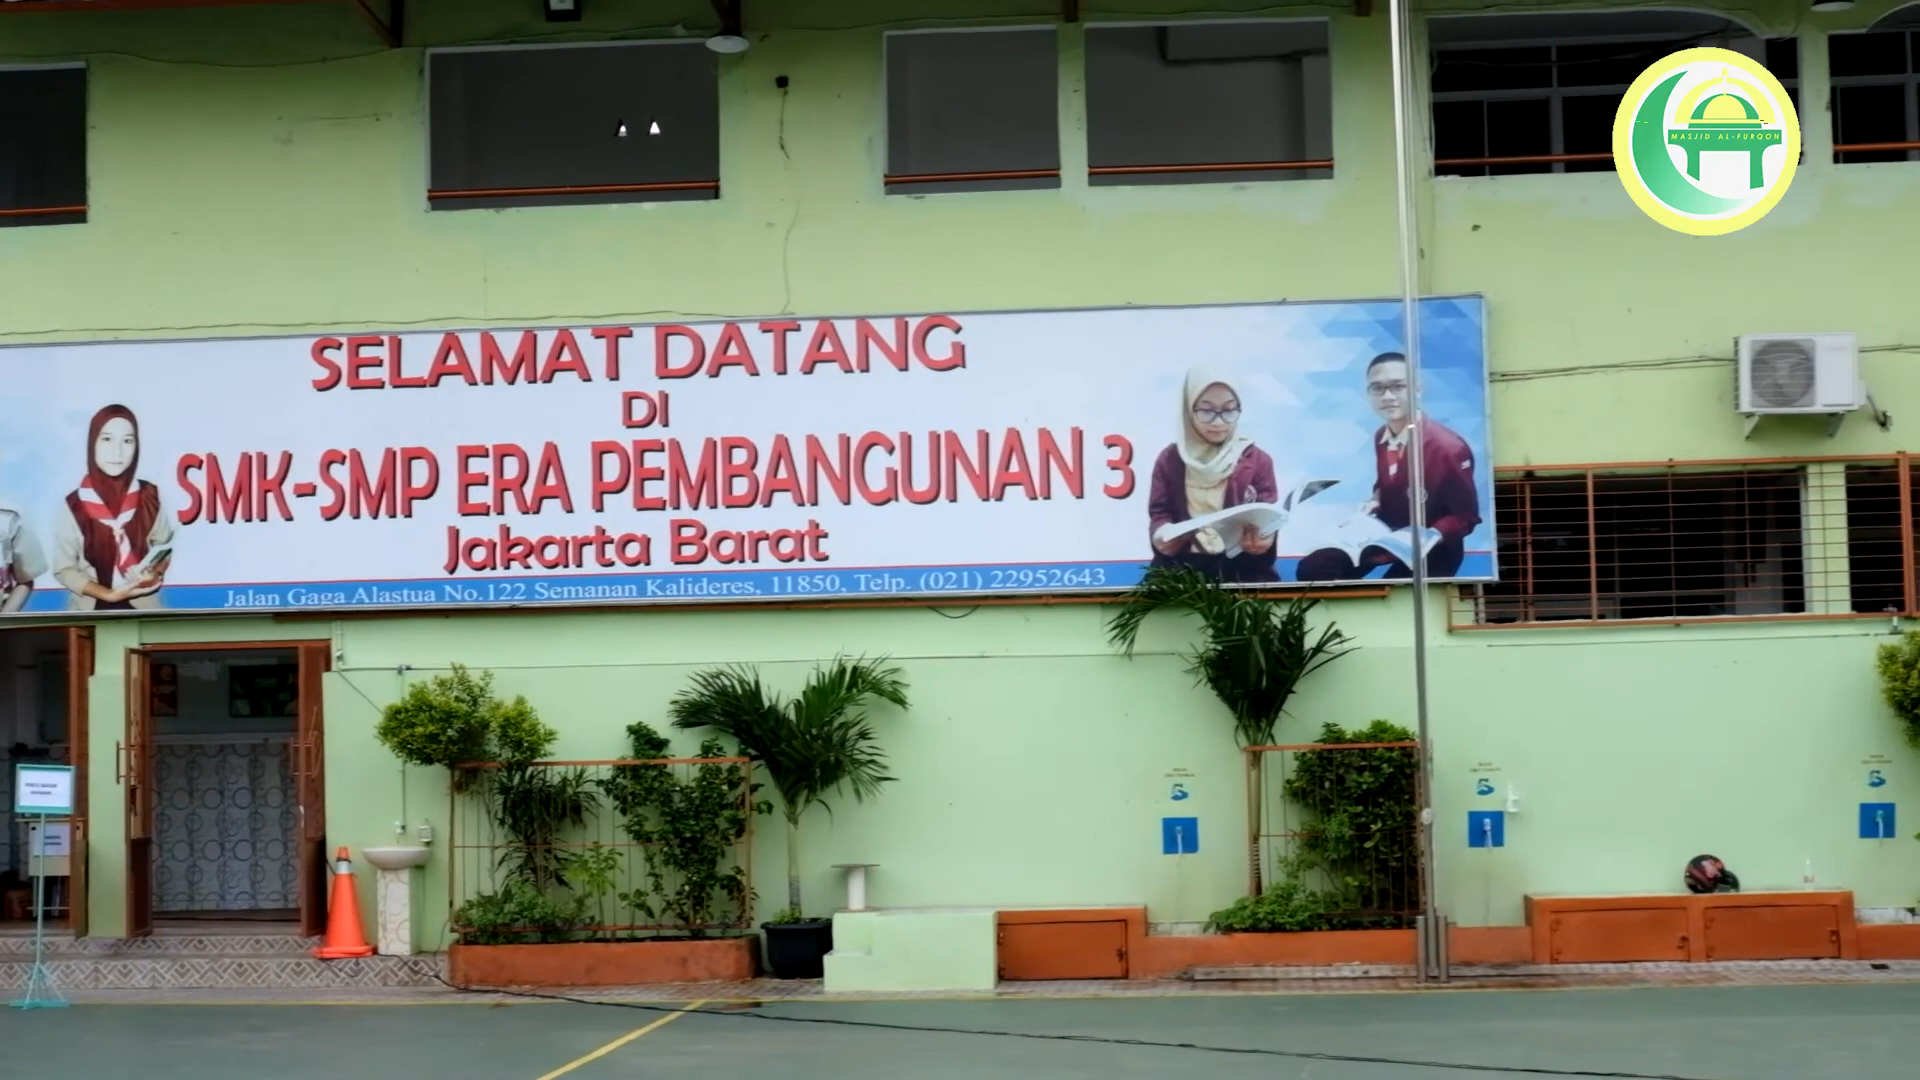 MASJID AL-FURQON
SELAMAT DATANG
DI
SMK-SMP ERA PEMBANGUNAN 3
Jakarta Barat
Jalan Gaga Alastua No.122 Semanan Kalideres, 11850, Telp. (021) 22952643